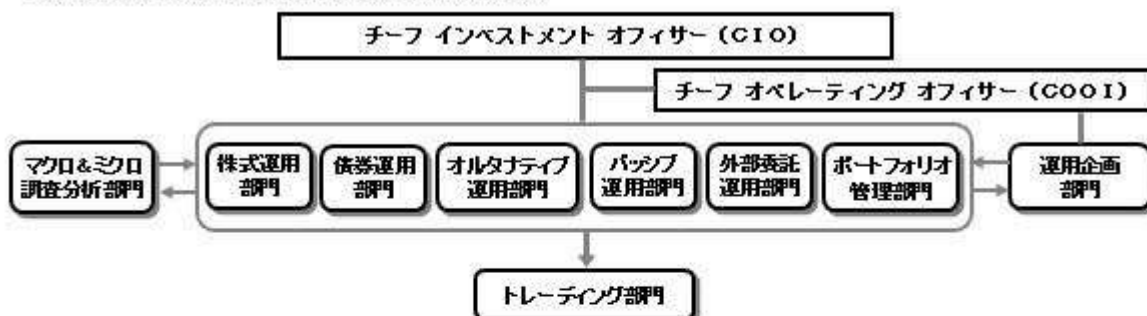 チーフ インベストメント オフィサー（CIO）
チーフ オペレーティング オフィサー（COOI）
マクロ&ミクロ
調査分析部門
株式運用
部門
債券運用
部門
オルタナティブ
運用部門
パッシブ
運用部門
外部委託
運用部門
ポートフォリオ
管理部門
運用企画
部門
トレーディング部門